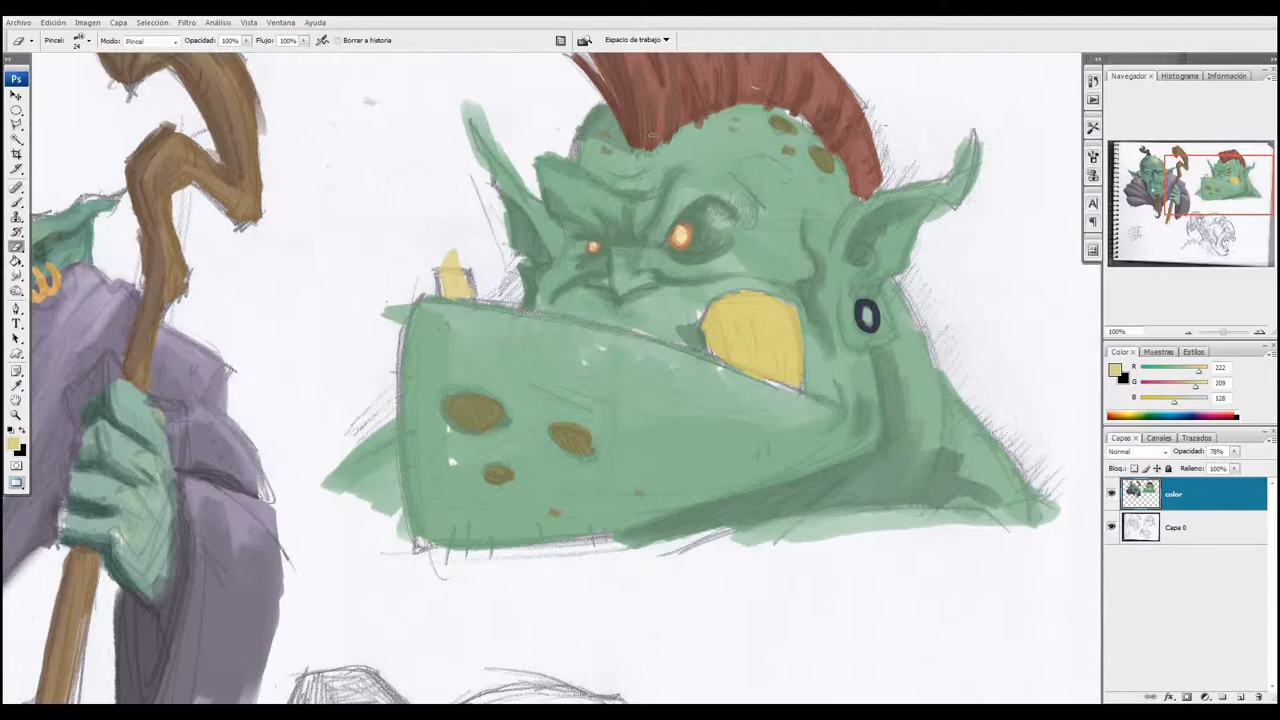 Archivo Edición Imagen Capa Selección Filtro Análisis Vista Ventana Ayuda
Pincel: 24 Modo: Pincel Opacidad: 100% Flujo: 100% Borrar a historia Espacio de trabajo
Ps
Navegador Histograma Información
100%
Color Muestras Estilos
R 222
G 209
B 128
Capas Canales Trazados
Normal Opacidad: 78%
Bloq.: Relleno: 100%
color
Capa 0